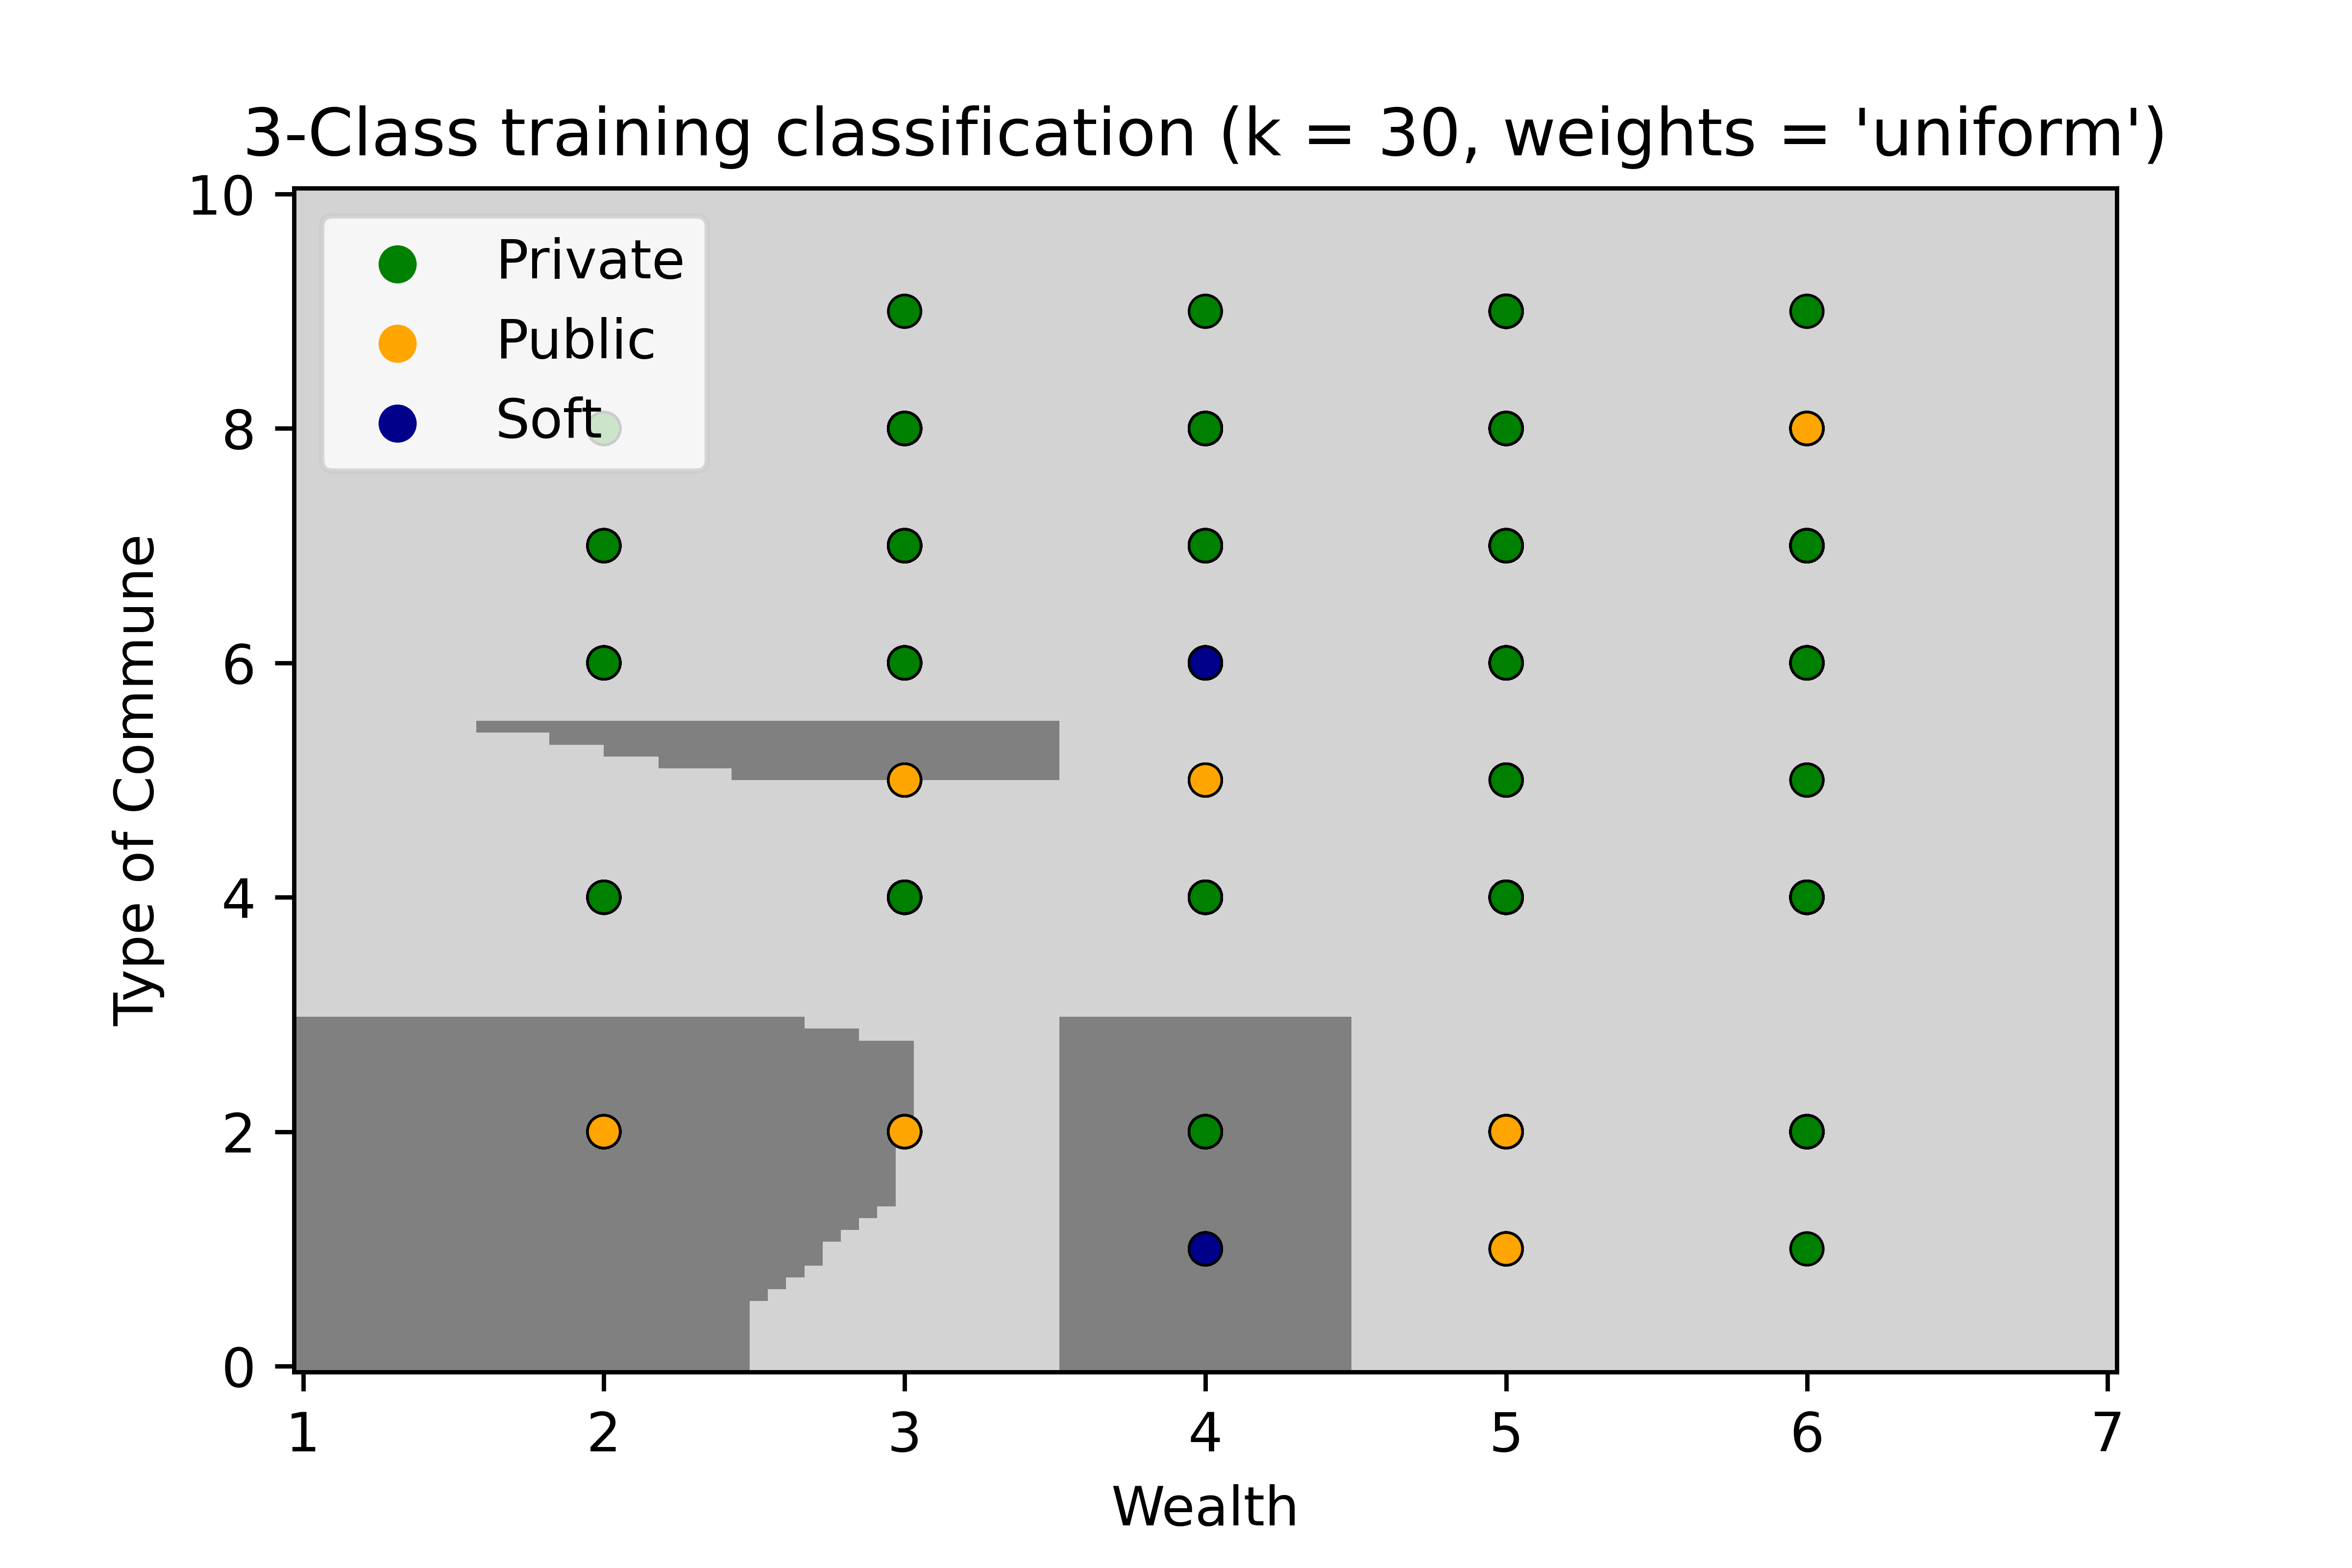 3-Class training classification (k = 30, weights = 'uniform')
10
8
6
4
2
0
Type of Commune
Private
Public
Soft
1 2 3 4 5 6 7
Wealth